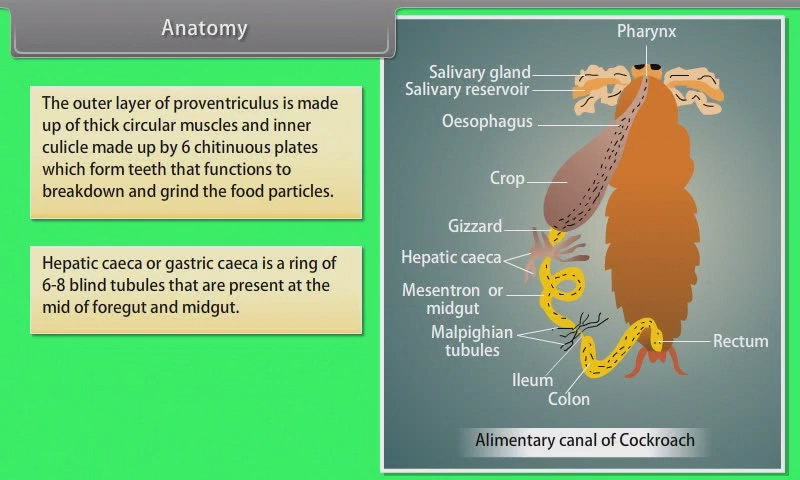 Anatomy
The outer layer of proventriculus is made
up of thick circular muscles and inner
culicle made up by 6 chitinuous plates
which form teeth that functions to
breakdown and grind the food particles.
Hepatic caeca or gastric caeca is a ring of
6-8 blind tubules that are present at the
mid of foregut and midgut.
Pharynx
Salivary gland
Salivary reservoir
Oesophagus
Crop
Gizzard
Hepatic caeca
Mesentron or
midgut
Malpighian
tubules
Rectum
Ileum
Colon
Alimentary canal of Cockroach